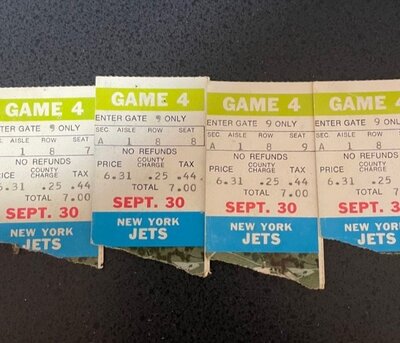 GAME 4
TER GATE 9 ONLY
C. AISLE ROW SEAT
1 8 7
NO REFUNDS
PRICE COUNTY CHARGE TAX
6.31 .25 .44
TOTAL 7.00
SEPT. 30
NEW YORK
JETS
GAME 4
ENTER GATE 9 ONLY
SEC. AISLE ROW SEAT
A 1 8 8
NO REFUNDS
PRICE COUNTY CHARGE TAX
6.31 .25 .44
TOTAL 7.00
SEPT. 30
NEW YORK
JETS
GAME 4
ENTER GATE 9 ONLY
SEC. AISLE ROW SEAT
A 1 8 9
NO REFUNDS
PRICE COUNTY CHARGE TAX
6.31 .25 .44
TOTAL 7.00
SEPT. 30
NEW YORK
JETS
GAME 4
ENTER GATE 9 ONLY
SEC. AISLE ROW
A 1 8
NO REFUNDS
PRICE COUNTY CHARGE
6.31 .25
TOTAL 7.
SEPT. 30
NEW YORK
JETS